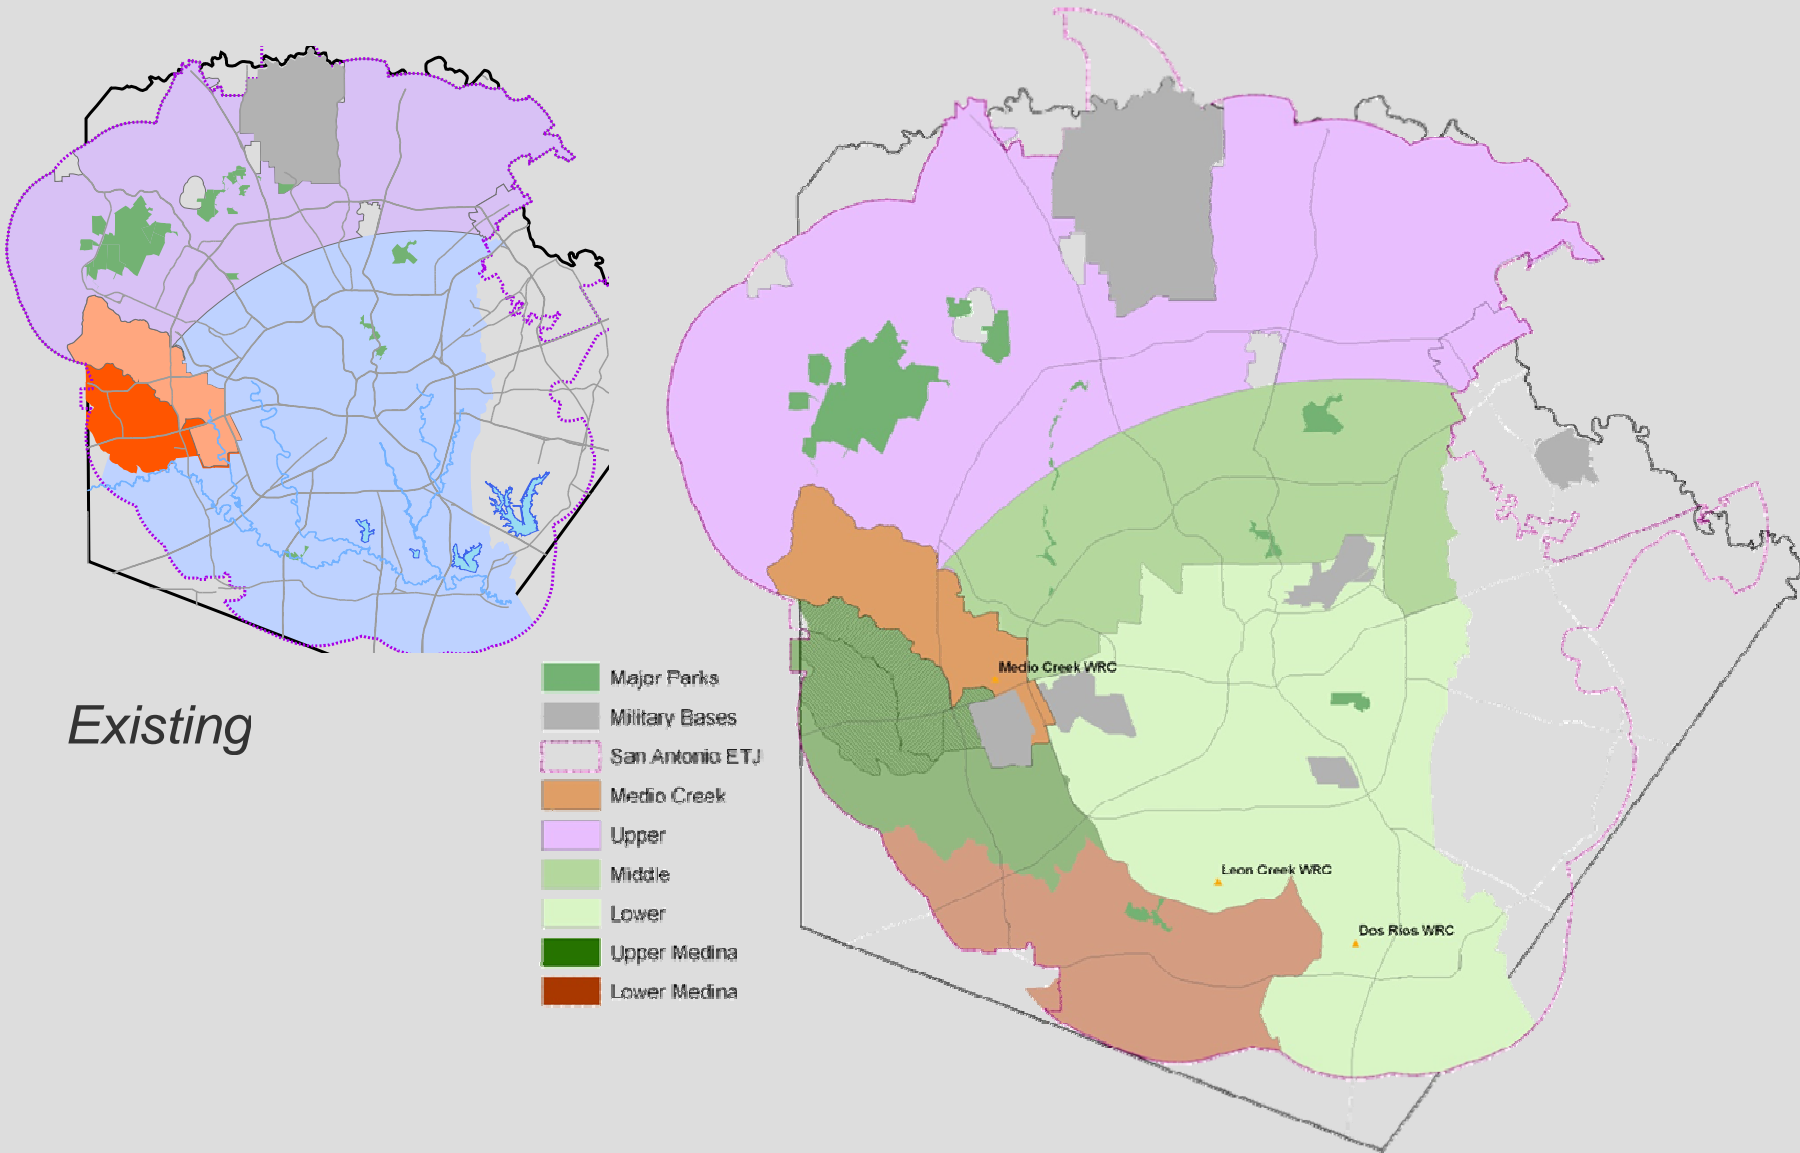 Existing
Major Parks
Military Bases
San Antonio ETJ
Medio Creek
Upper
Middle
Lower
Upper Medina
Lower Medina
Medio Creek WRC
Leon Creek WRC
Dos Rios WRC